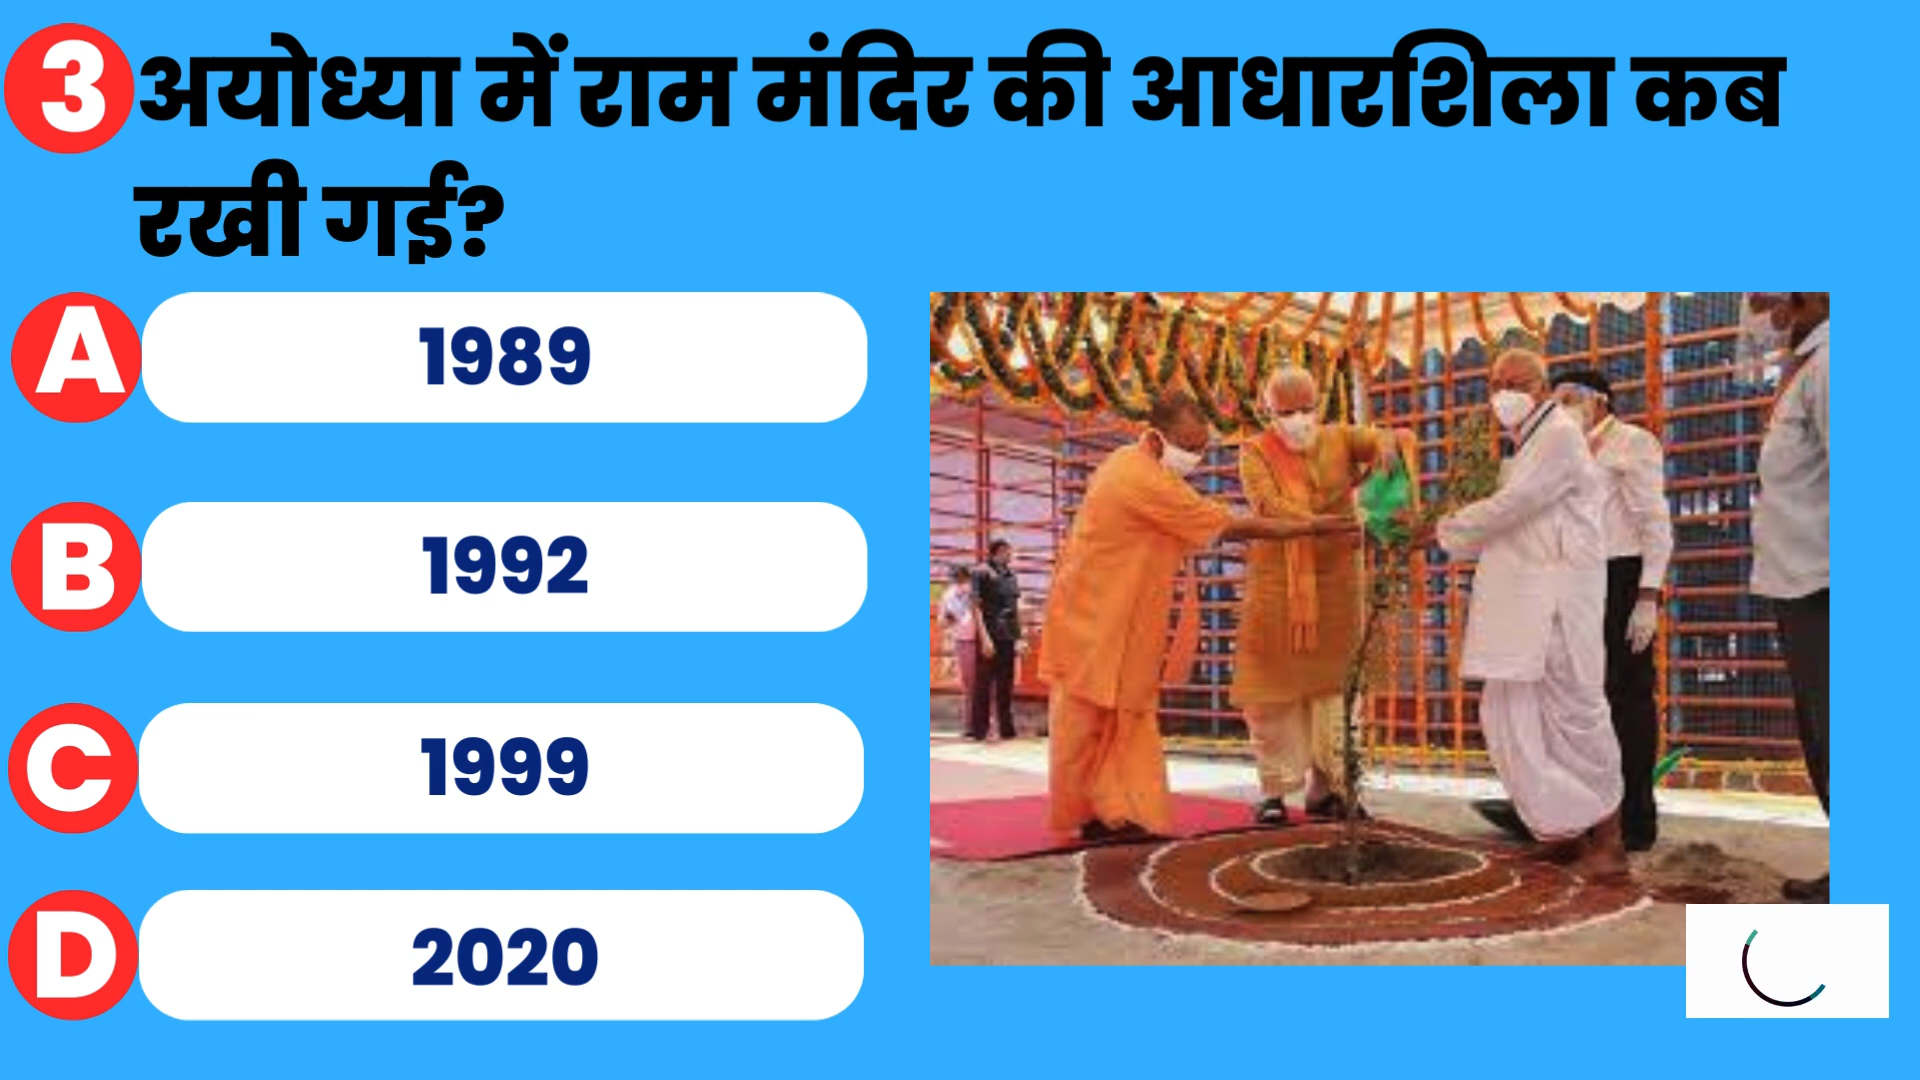 3 अयोध्या में राम मंदिर की आधारशिला कब
रखी गई?
A 1989
B 1992
C 1999
D 2020